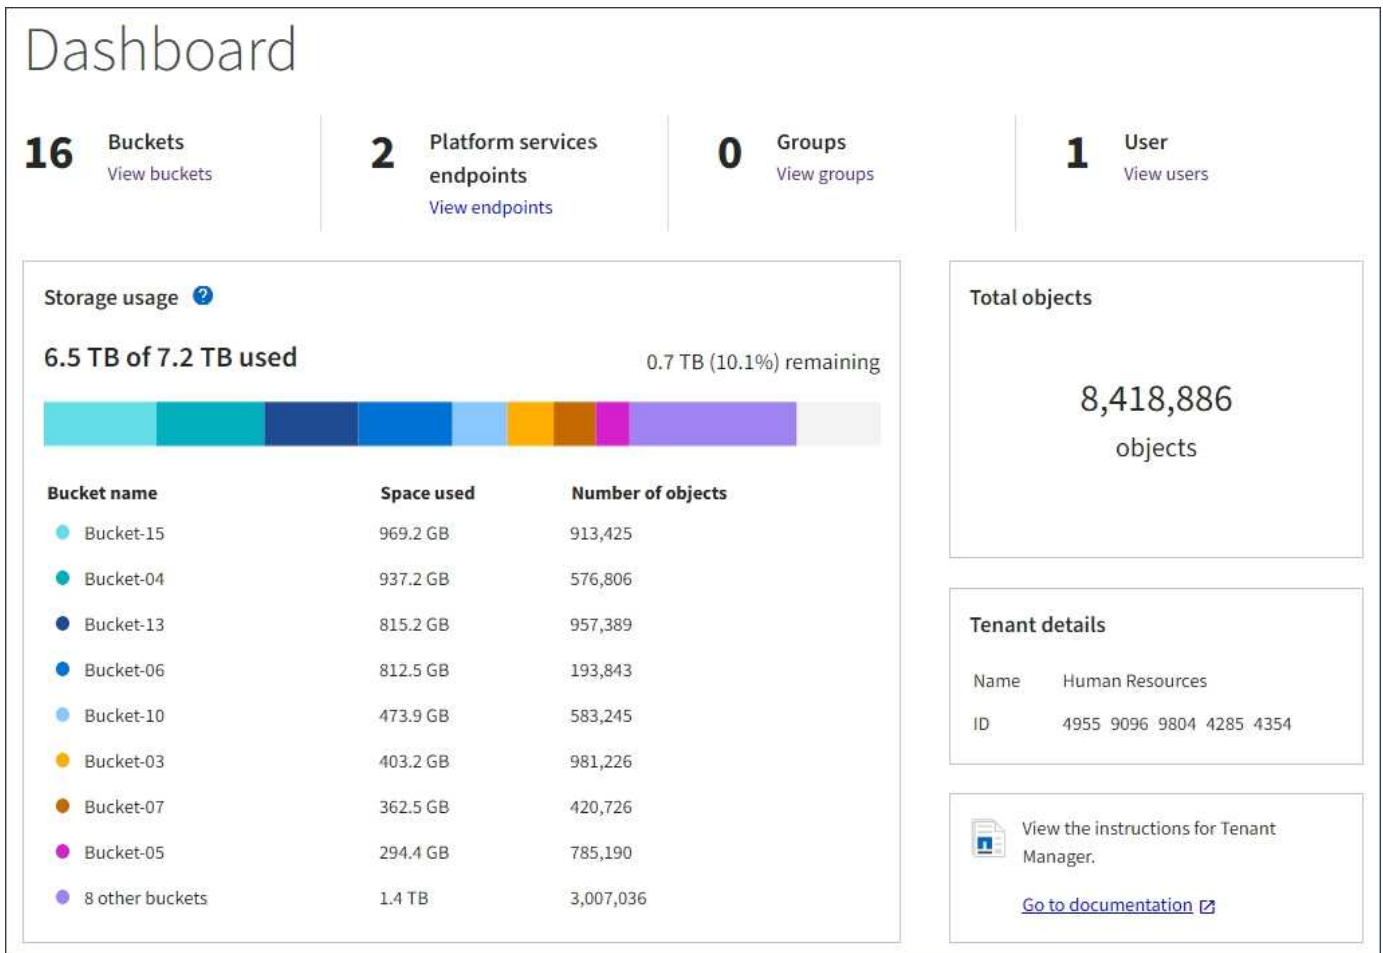 Dashboard
16 Buckets
View buckets
2 Platform services
endpoints
View endpoints
0 Groups
View groups
1 User
View users
Storage usage ?
6.5 TB of 7.2 TB used
0.7 TB (10.1%) remaining
Bucket name Space used Number of objects
Bucket-15 969.2 GB 913,425
Bucket-04 937.2 GB 576,806
Bucket-13 815.2 GB 957,389
Bucket-06 812.5 GB 193,843
Bucket-10 473.9 GB 583,245
Bucket-03 403.2 GB 981,226
Bucket-07 362.5 GB 420,726
Bucket-05 294.4 GB 785,190
8 other buckets 1.4 TB 3,007,036
Total objects
8,418,886
objects
Tenant details
Name Human Resources
ID 4955 9096 9804 4285 4354
View the instructions for Tenant
Manager.
Go to documentation